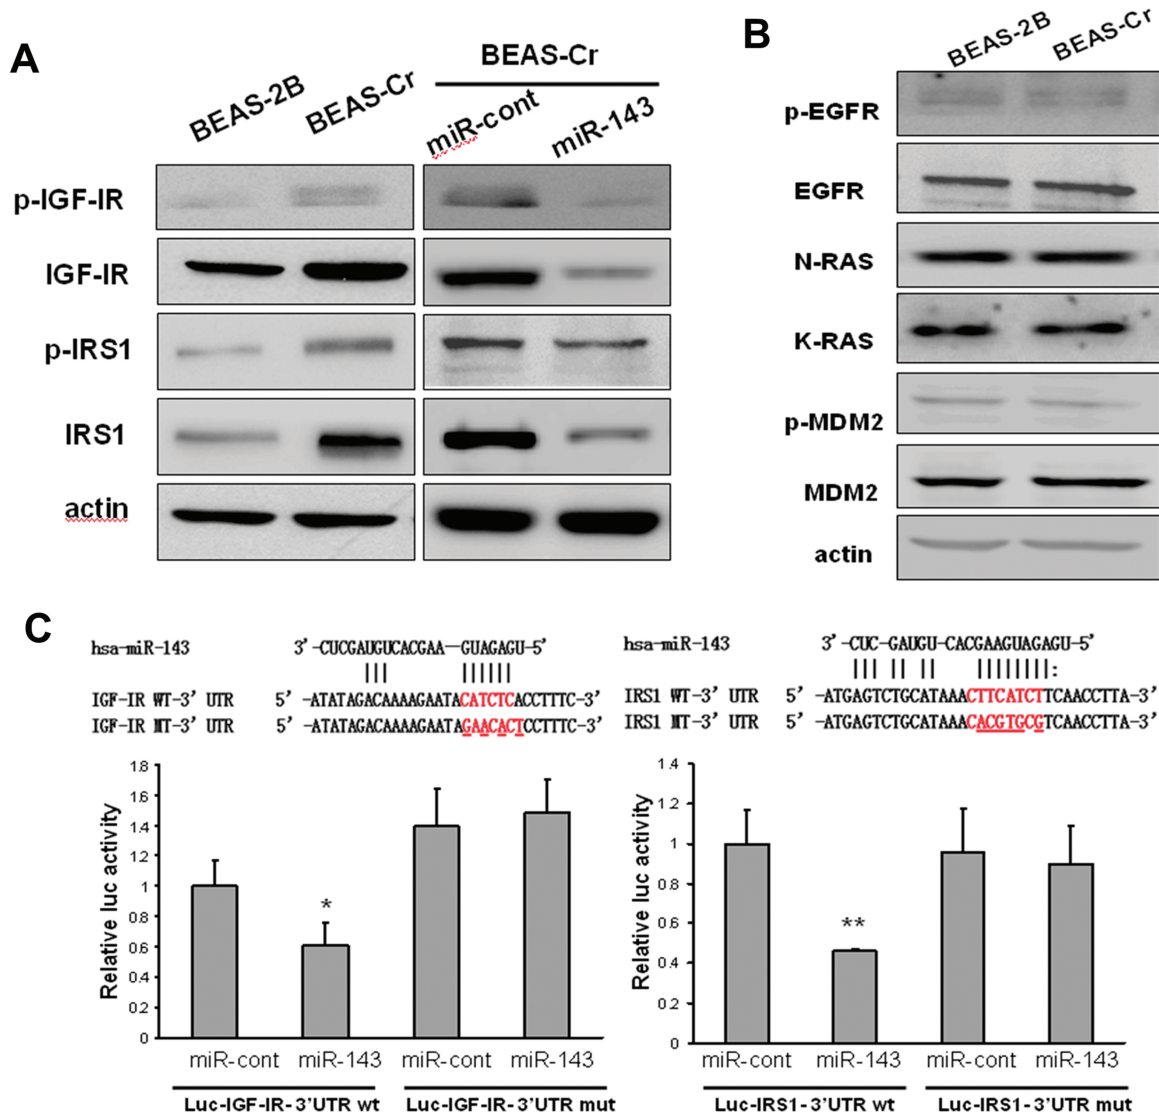 A
BEAS-2B
BEAS-Cr
BEAS-Cr
miR-cont
miR-143
p-IGF-IR
IGF-IR
p-IRS1
IRS1
actin
B
BEAS-2B
BEAS-Cr
p-EGFR
EGFR
N-RAS
K-RAS
p-MDM2
MDM2
actin
C
hsa-miR-143 3' -CUCGAUGUCACGAA—GUAGAGU-5'
IGF-IR WT-3' UTR 5' -ATATAGACAAAAGAATACATCTCACCTTTC-3'
IGF-IR MT-3' UTR 5' -ATATAGACAAAAGAATAGAACACTCCTTTC-3'
Relative luc activity
1.8
1.6
1.4
1.2
1
0.8
0.6
0.4
0.2
0
*
miR-cont miR-143 miR-cont miR-143
Luc-IGF-IR-3'UTR wt Luc-IGF-IR-3'UTR mut
hsa-miR-143 3' -CUC-GAUGU-CACGAAGUAGAGU-5'
IRS1 WT-3' UTR 5' -ATGAGTCTGCATAAACTTCATCTTCAACCTTA-3'
IRS1 MT-3' UTR 5' -ATGAGTCTGCATAAACACGTGCGTCAACCTTA-3'
Relative luc activity
1.4
1.2
1
0.8
0.6
0.4
0.2
0
**
miR-cont miR-143 miR-cont miR-143
Luc-IRS1-3'UTR wt Luc-IRS1-3'UTR mut